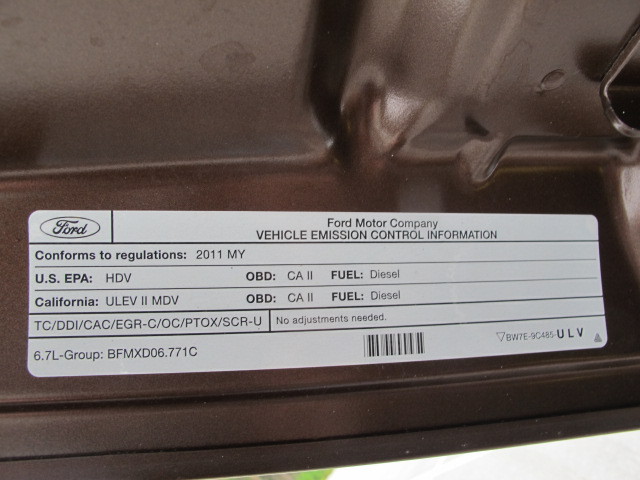 Ford
Ford Motor Company
VEHICLE EMISSION CONTROL INFORMATION
Conforms to regulations: 2011 MY
U.S. EPA: HDV OBD: CA II FUEL: Diesel
California: ULEV II MDV OBD: CA II FUEL: Diesel
TC/DDI/CAC/EGR-C/OC/PTOX/SCR-U No adjustments needed.
6.7L-Group: BFMXD06.771C ▽BW7E-9C485-ULV